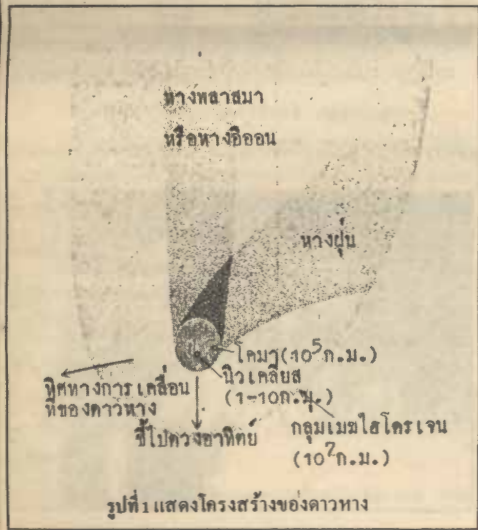 หางพลาสมา
หรือหางอิออน
หางฝุ่น
โคมา(10⁵ก.ม.)
นิวเคลียส
(1-10ก.ม.)
ทิศทางการเคลื่อน
ที่ของดาวหาง
ชี้ไปดวงอาทิตย์
กลุ่มเมฆไฮโดรเจน
(10⁷ก.ม.)
รูปที่1แสดงโครงสร้างของดาวหาง